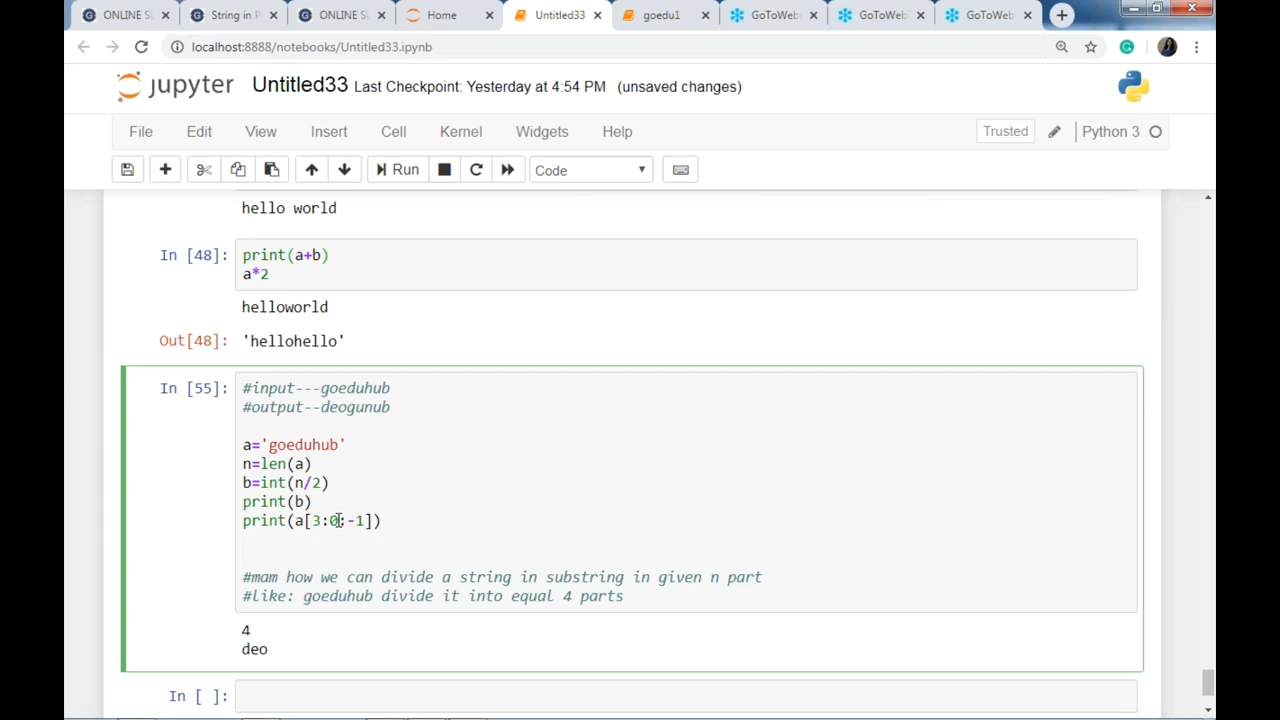 ONLINE S
String in P
ONLINE S
Home
Untitled33
goedu1
GoToWeb
GoToWeb
GoToWeb
localhost:8888/notebooks/Untitled33.ipynb
jupyter Untitled33 Last Checkpoint: Yesterday at 4:54 PM (unsaved changes)
File Edit View Insert Cell Kernel Widgets Help Trusted Python 3
Run Code
hello world
In [48]: print(a+b)
a*2
helloworld
Out[48]: 'hellohello'
In [55]: #input---goeduhub
#output--deogunub
a='goeduhub'
n=len(a)
b=int(n/2)
print(b)
print(a[3:0:-1])
#mam how we can divide a string in substring in given n part
#like: goeduhub divide it into equal 4 parts
4
deo
In [ ]: